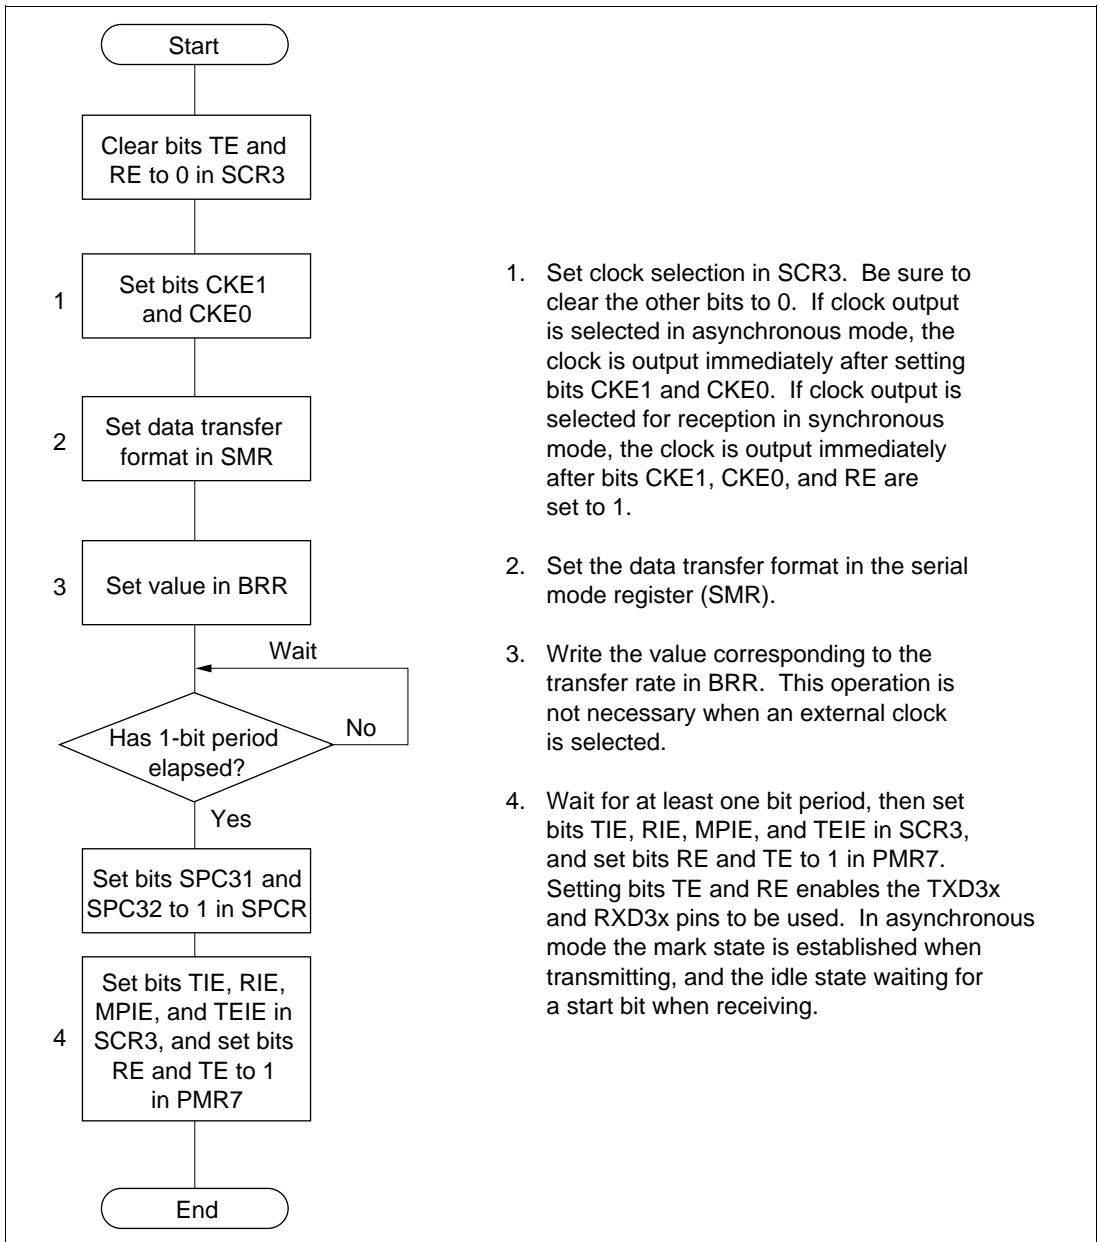 Start
Clear bits TE and
RE to 0 in SCR3
1
Set bits CKE1
and CKE0
2
Set data transfer
format in SMR
3
Set value in BRR
Wait
Has 1-bit period
elapsed?
No
Yes
Set bits SPC31 and
SPC32 to 1 in SPCR
4
Set bits TIE, RIE,
MPIE, and TEIE in
SCR3, and set bits
RE and TE to 1
in PMR7
End
1. Set clock selection in SCR3. Be sure to
clear the other bits to 0. If clock output
is selected in asynchronous mode, the
clock is output immediately after setting
bits CKE1 and CKE0. If clock output is
selected for reception in synchronous
mode, the clock is output immediately
after bits CKE1, CKE0, and RE are
set to 1.
2. Set the data transfer format in the serial
mode register (SMR).
3. Write the value corresponding to the
transfer rate in BRR. This operation is
not necessary when an external clock
is selected.
4. Wait for at least one bit period, then set
bits TIE, RIE, MPIE, and TEIE in SCR3,
and set bits RE and TE to 1 in PMR7.
Setting bits TE and RE enables the TXD3x
and RXD3x pins to be used. In asynchronous
mode the mark state is established when
transmitting, and the idle state waiting for
a start bit when receiving.